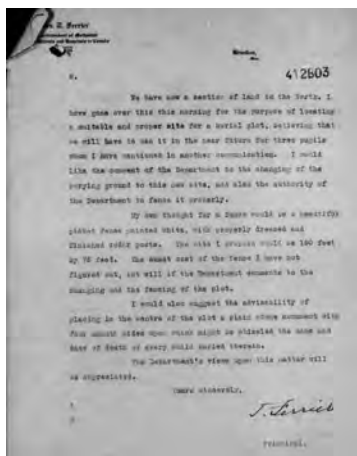 T. Ferrier
Brandon,
412603
We have now a section of land to the North. I
have gone over this this morning for the purpose of locating
a suitable and proper site for a burial plot, believing that
we will have to use it in the near future for three pupils
whom I have mentioned in another communication. I would
like the consent of the Department to the changing of the
burying ground to this new site, and also the authority of
the Department to fence it properly.
My own thought for a fence would be a beautiful
picket fence painted white, with properly dressed and
finished cedar posts. The site I propose would be 100 feet
by 75 feet. The exact cost of the fence I have not
figured out, but will if the Department consents to the
changing and the fencing of the plot.
I would also suggest the advisability of
placing in the centre of the plot a plain stone monument with
four smooth sides upon which might be chiseled the name and
date of death of every child buried therein.
The Department's views upon this matter will
be appreciated.
Yours sincerely,
T. Ferrier
Principal.